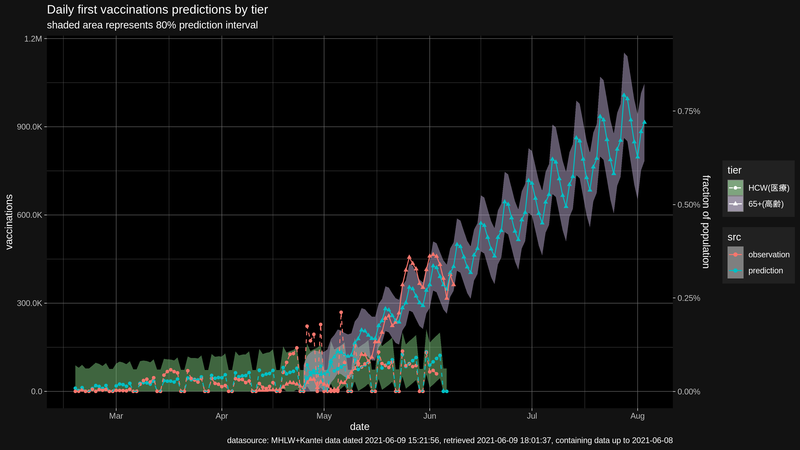 Daily first vaccinations predictions by tier
shaded area represents 80% prediction interval
1.2M
900.0K
600.0K
300.0K
0.0
vaccinations
0.75%
0.50%
0.25%
0.00%
fraction of population
Mar
Apr
May
Jun
Jul
Aug
date
tier
HCW(医療)
65+(高齢)
src
observation
prediction
datasource: MHLW+Kantei data dated 2021-06-09 15:21:56, retrieved 2021-06-09 18:01:37, containing data up to 2021-06-08